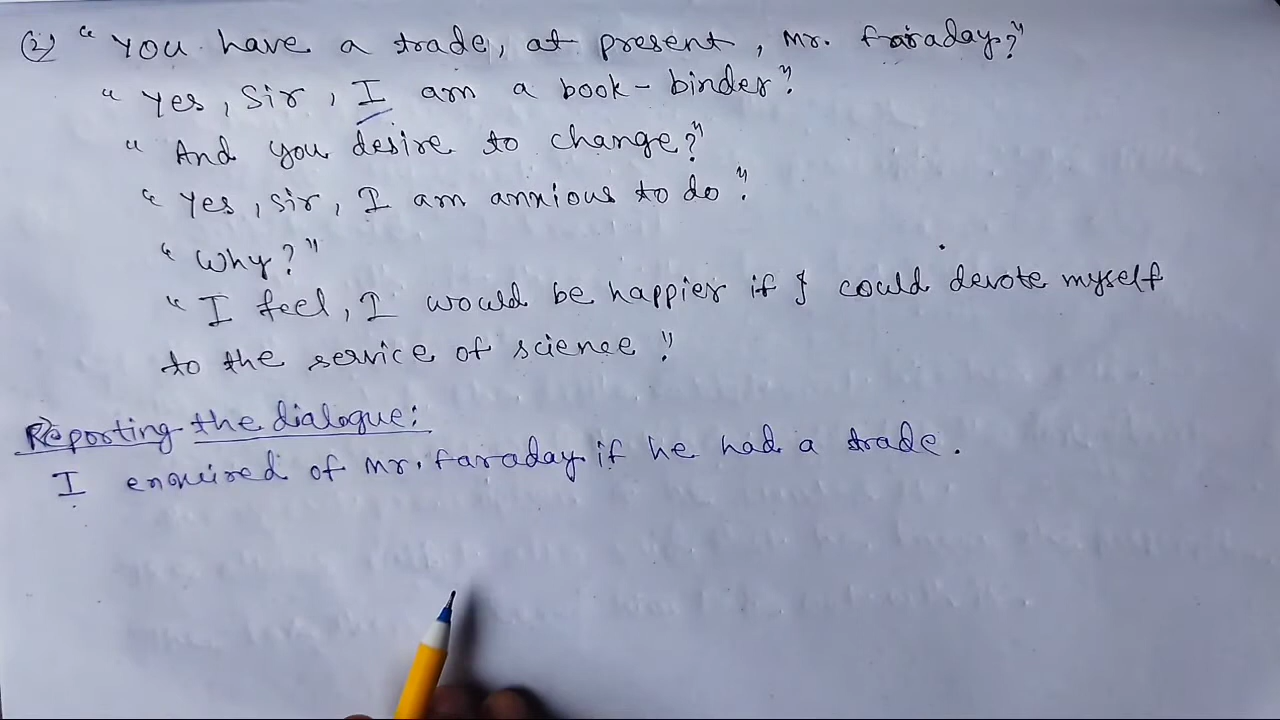 (2) "You have a trade, at present, Mr. Faraday?"
"Yes, Sir, I am a book-binder".
"And you desire to change?"
"Yes, sir, I am anxious to do".
"Why?"
"I feel, I would be happier if I could devote myself
to the service of science".
Reporting the dialogue:
I enquired of Mr. Faraday if he had a trade.